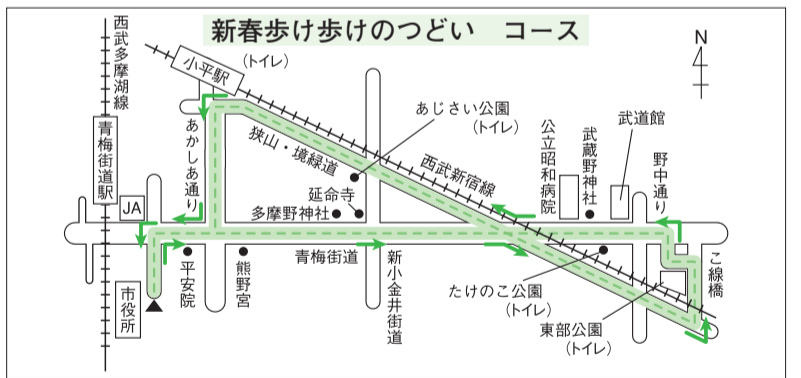 新春歩け歩けのつどい　コース
N
西武多摩湖線
小平駅
(トイレ)
青梅街道駅
あかしあ通り
狭山・境緑道
あじさい公園
(トイレ)
西武新宿線
公立昭和病院
武蔵野神社
武道館
野中通り
JA
延命寺
多摩野神社
市役所
平安院
熊野宮
青梅街道
新小金井街道
たけのこ公園
(トイレ)
東部公園
(トイレ)
こ線橋